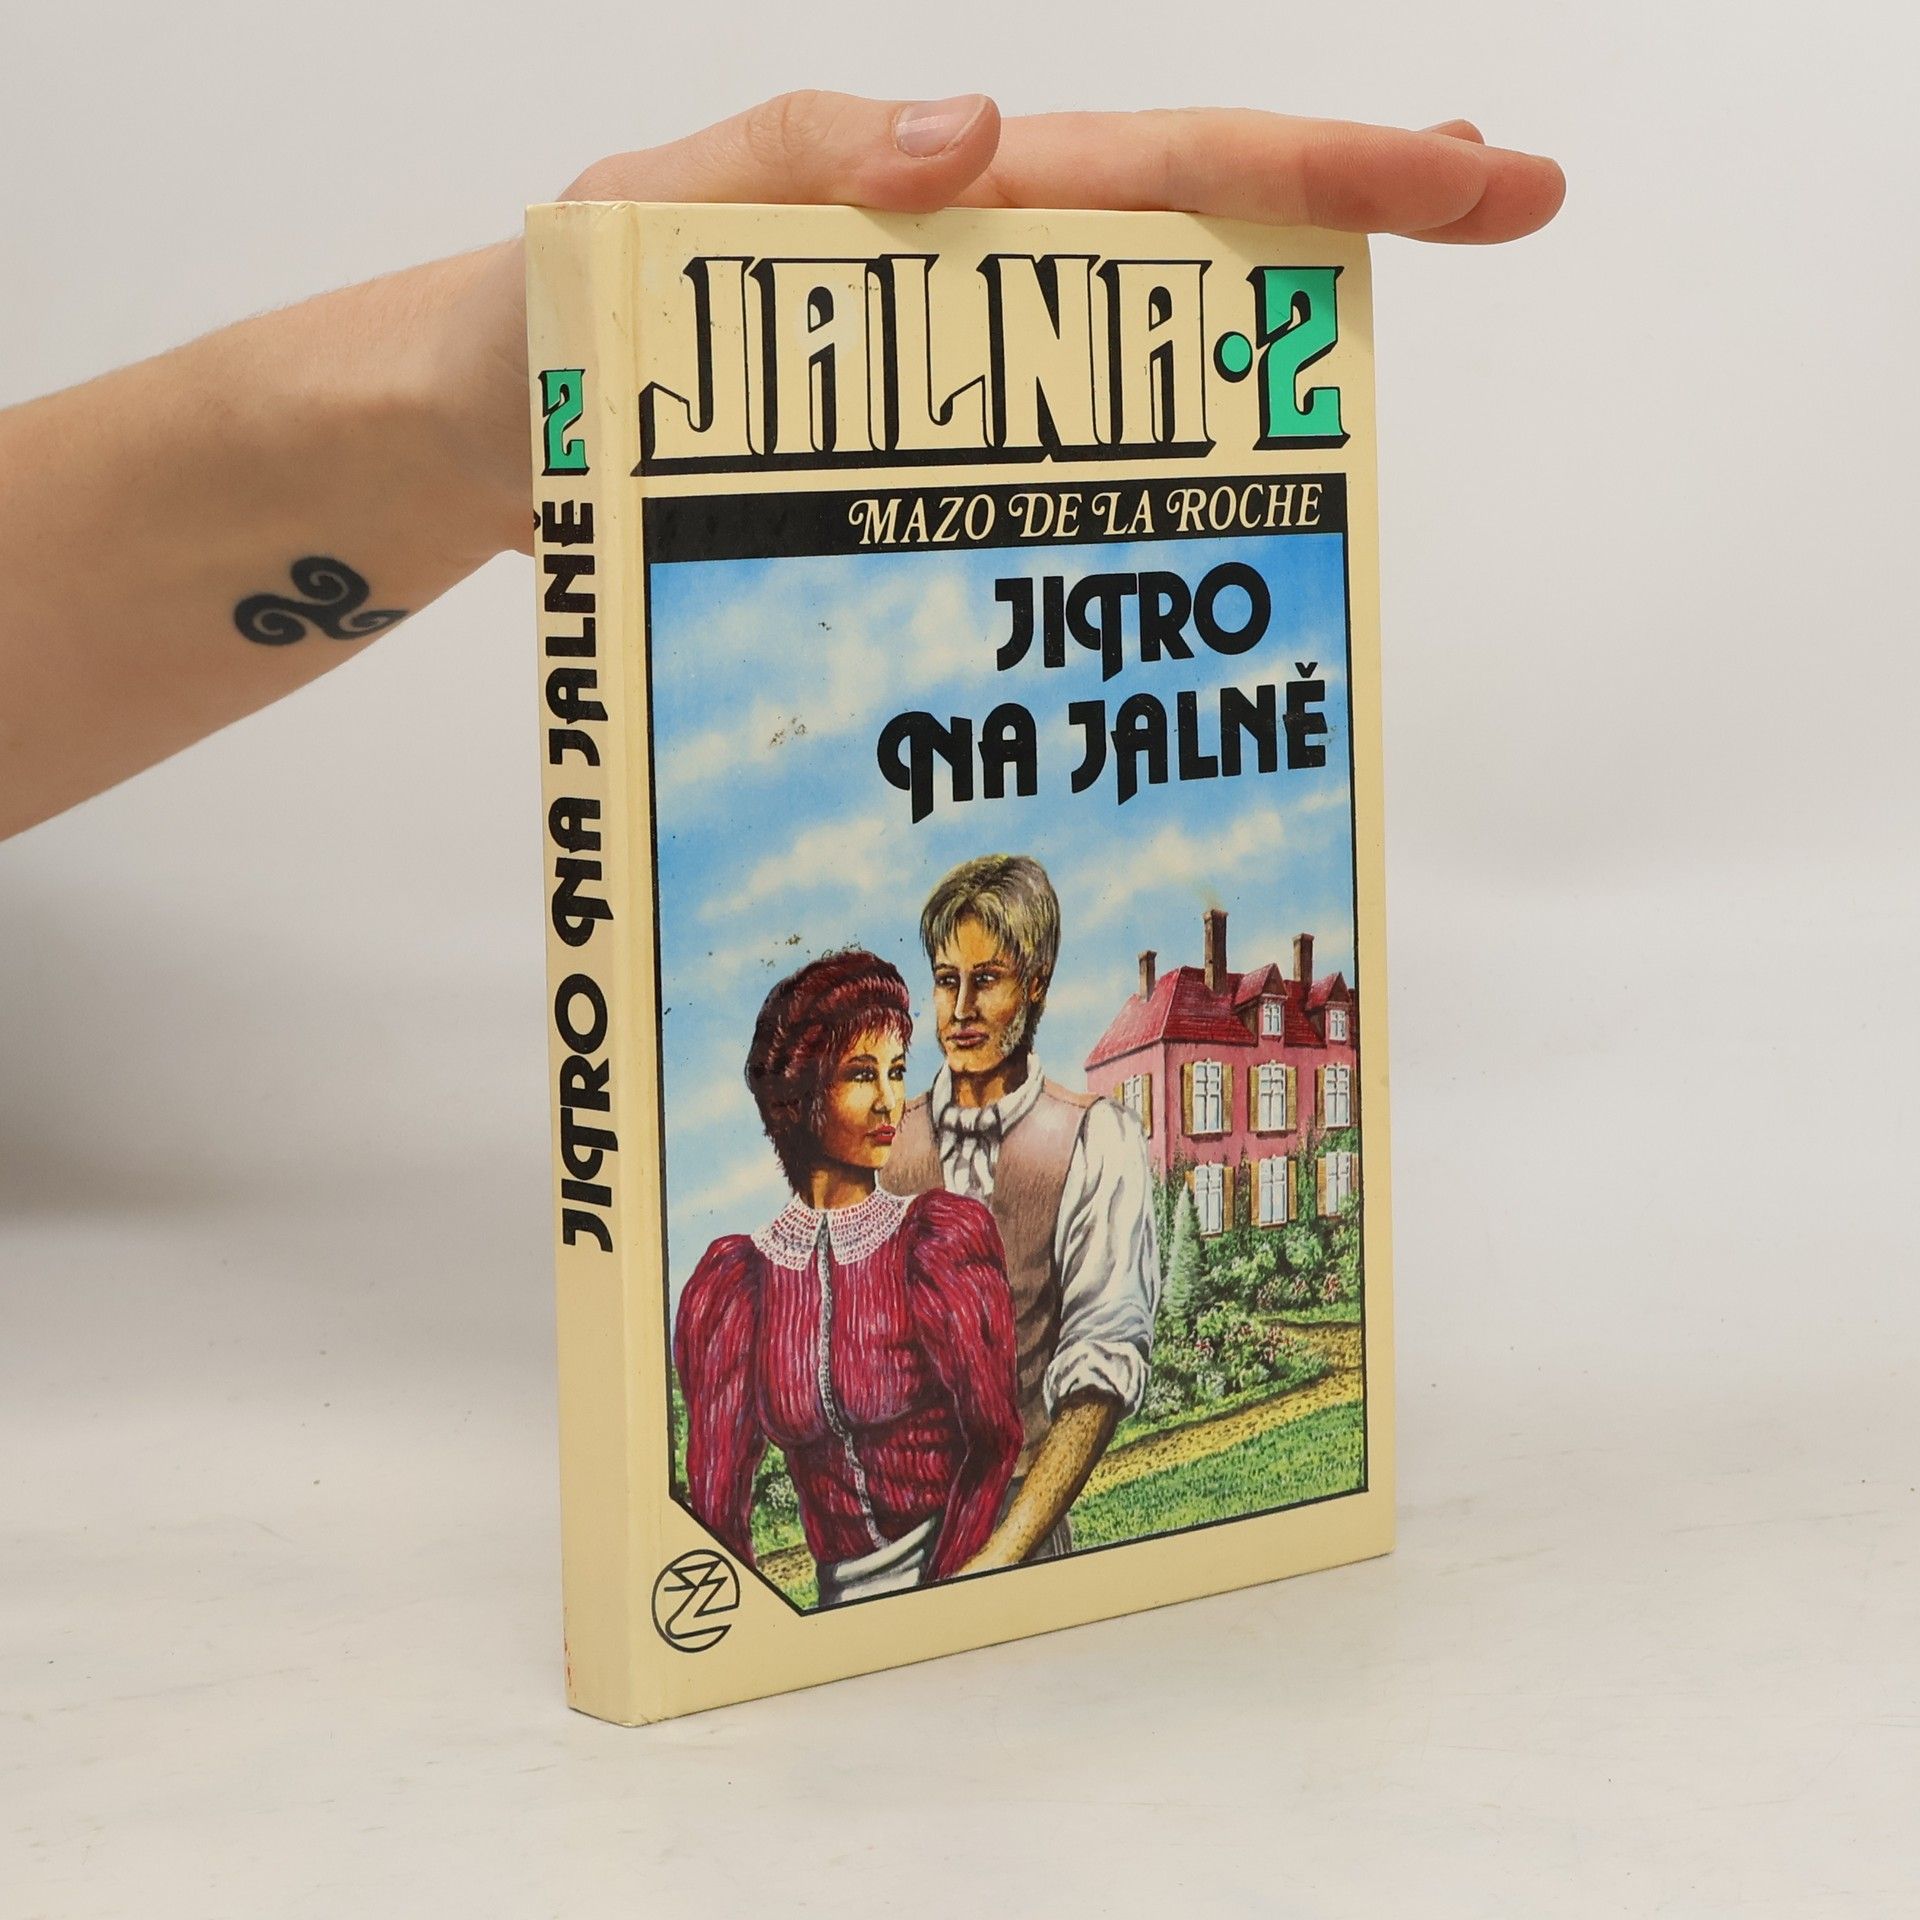 JALNA·2
MAZO DE LA ROCHE
JITRO
NA JALNĚ
JITRO NA JALNĚ 2